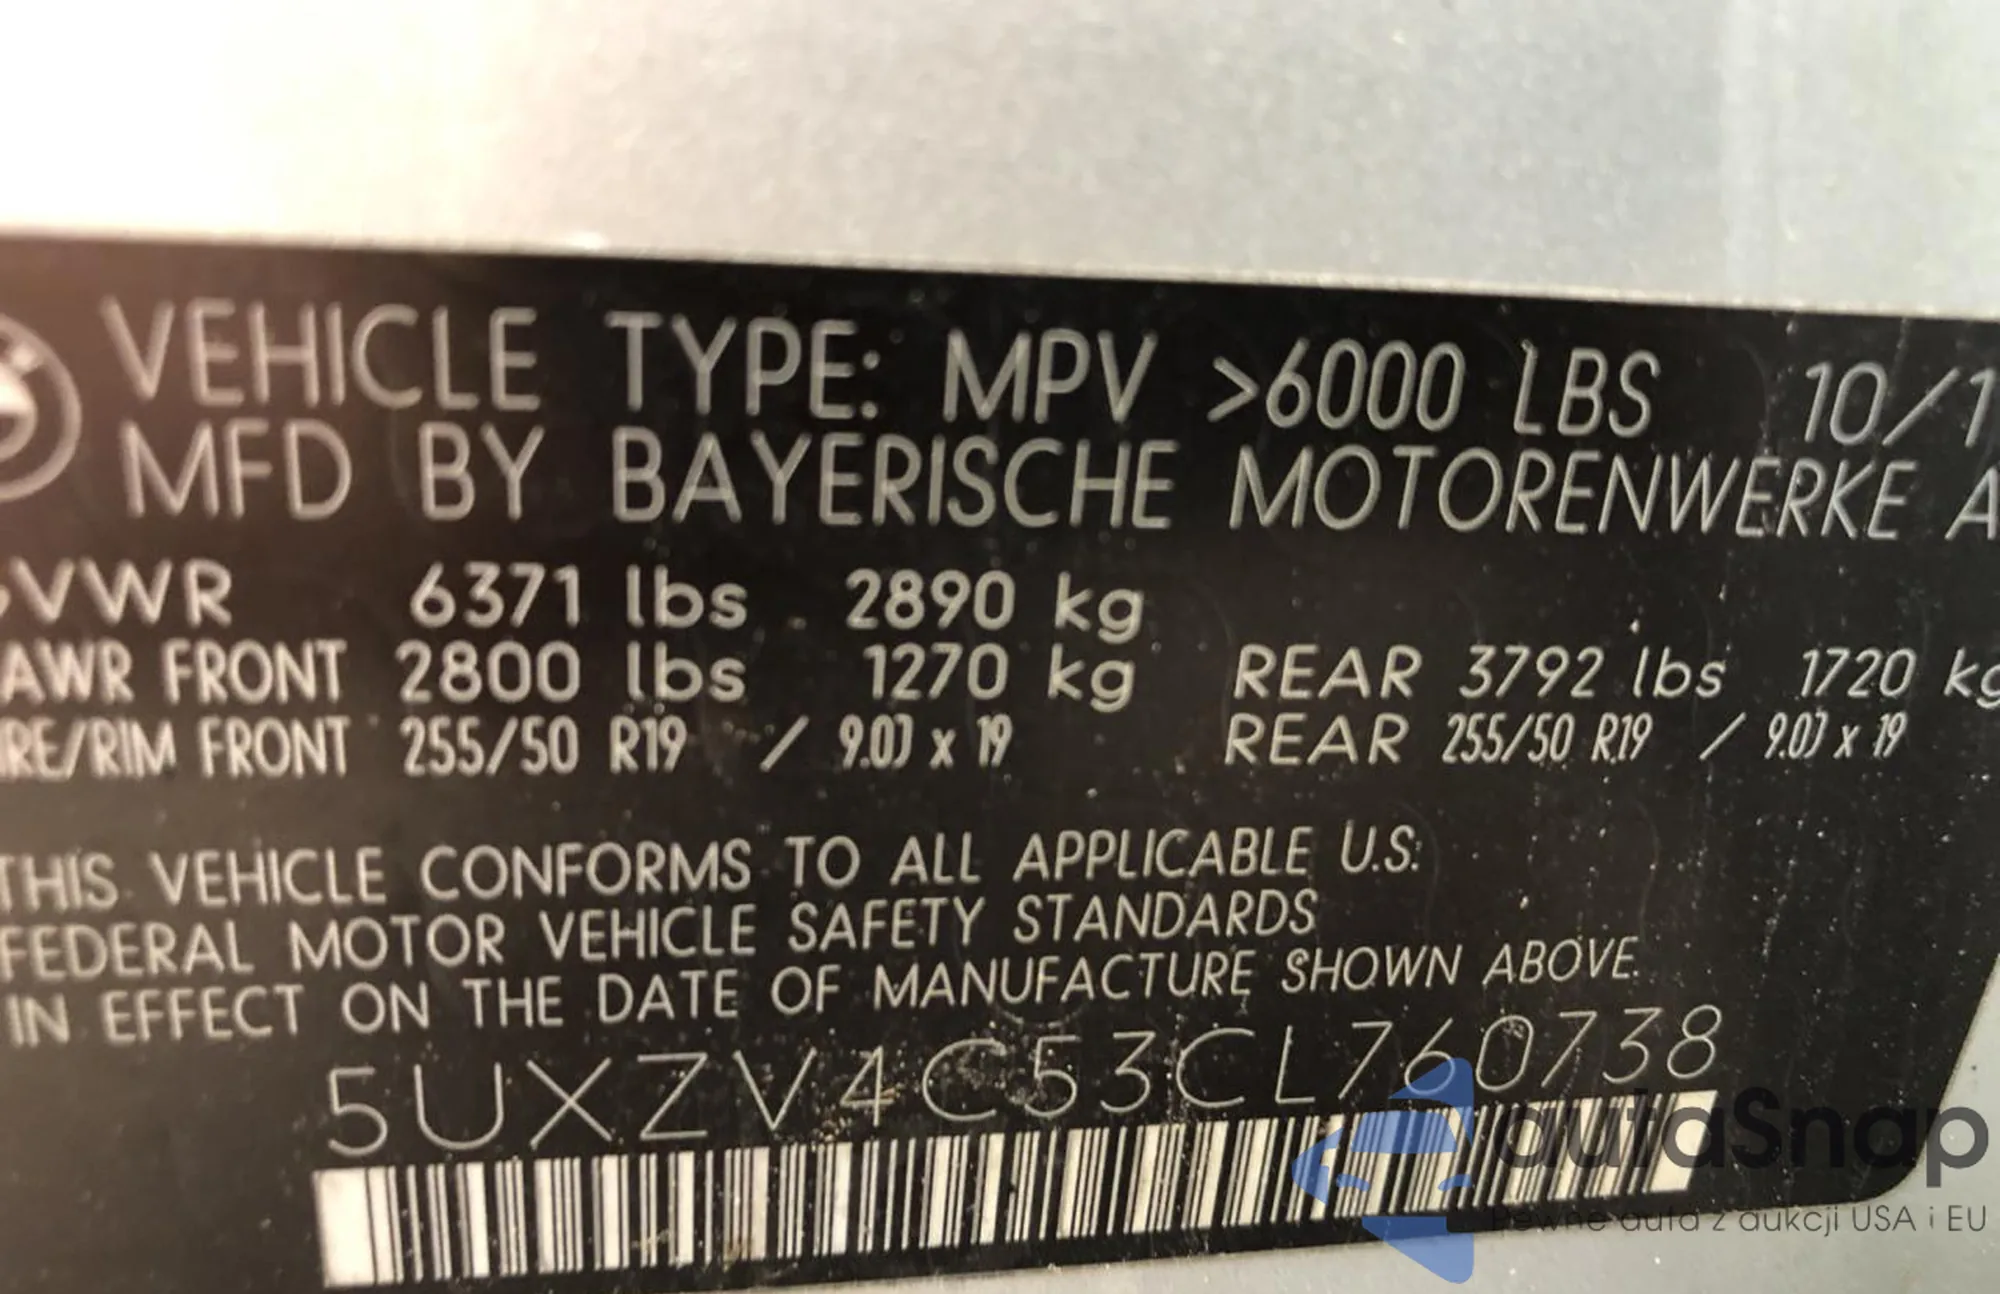 VEHICLE TYPE: MPV >6000 LBS 10/1
MFD BY BAYERISCHE MOTORENWERKE A
VWR 6371 lbs 2890 kg
AWR FRONT 2800 lbs 1270 kg REAR 3792 lbs 1720 kg
RE/RIM FRONT 255/50 R19 / 9.0J x 19 REAR 255/50 R19 / 9.0J x 19
THIS VEHICLE CONFORMS TO ALL APPLICABLE U.S.
FEDERAL MOTOR VEHICLE SAFETY STANDARDS
IN EFFECT ON THE DATE OF MANUFACTURE SHOWN ABOVE.
5UXZV4C53CL760738
autaSnap
Pewne auta z aukcji USA i EU